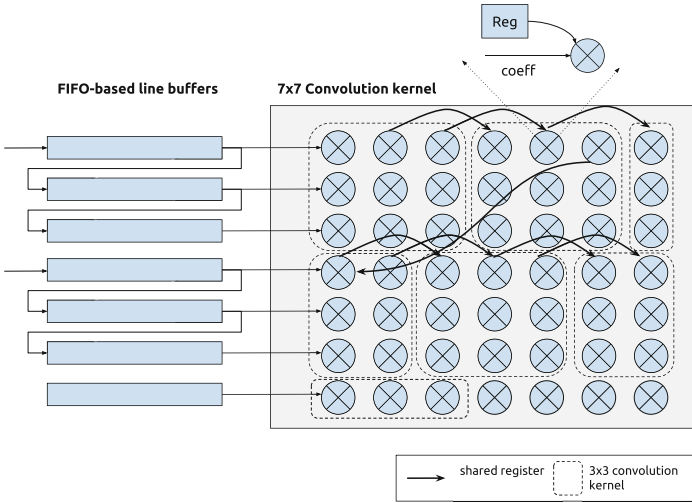 Reg
coeff
FIFO-based line buffers
7x7 Convolution kernel
shared register
3x3 convolution
kernel